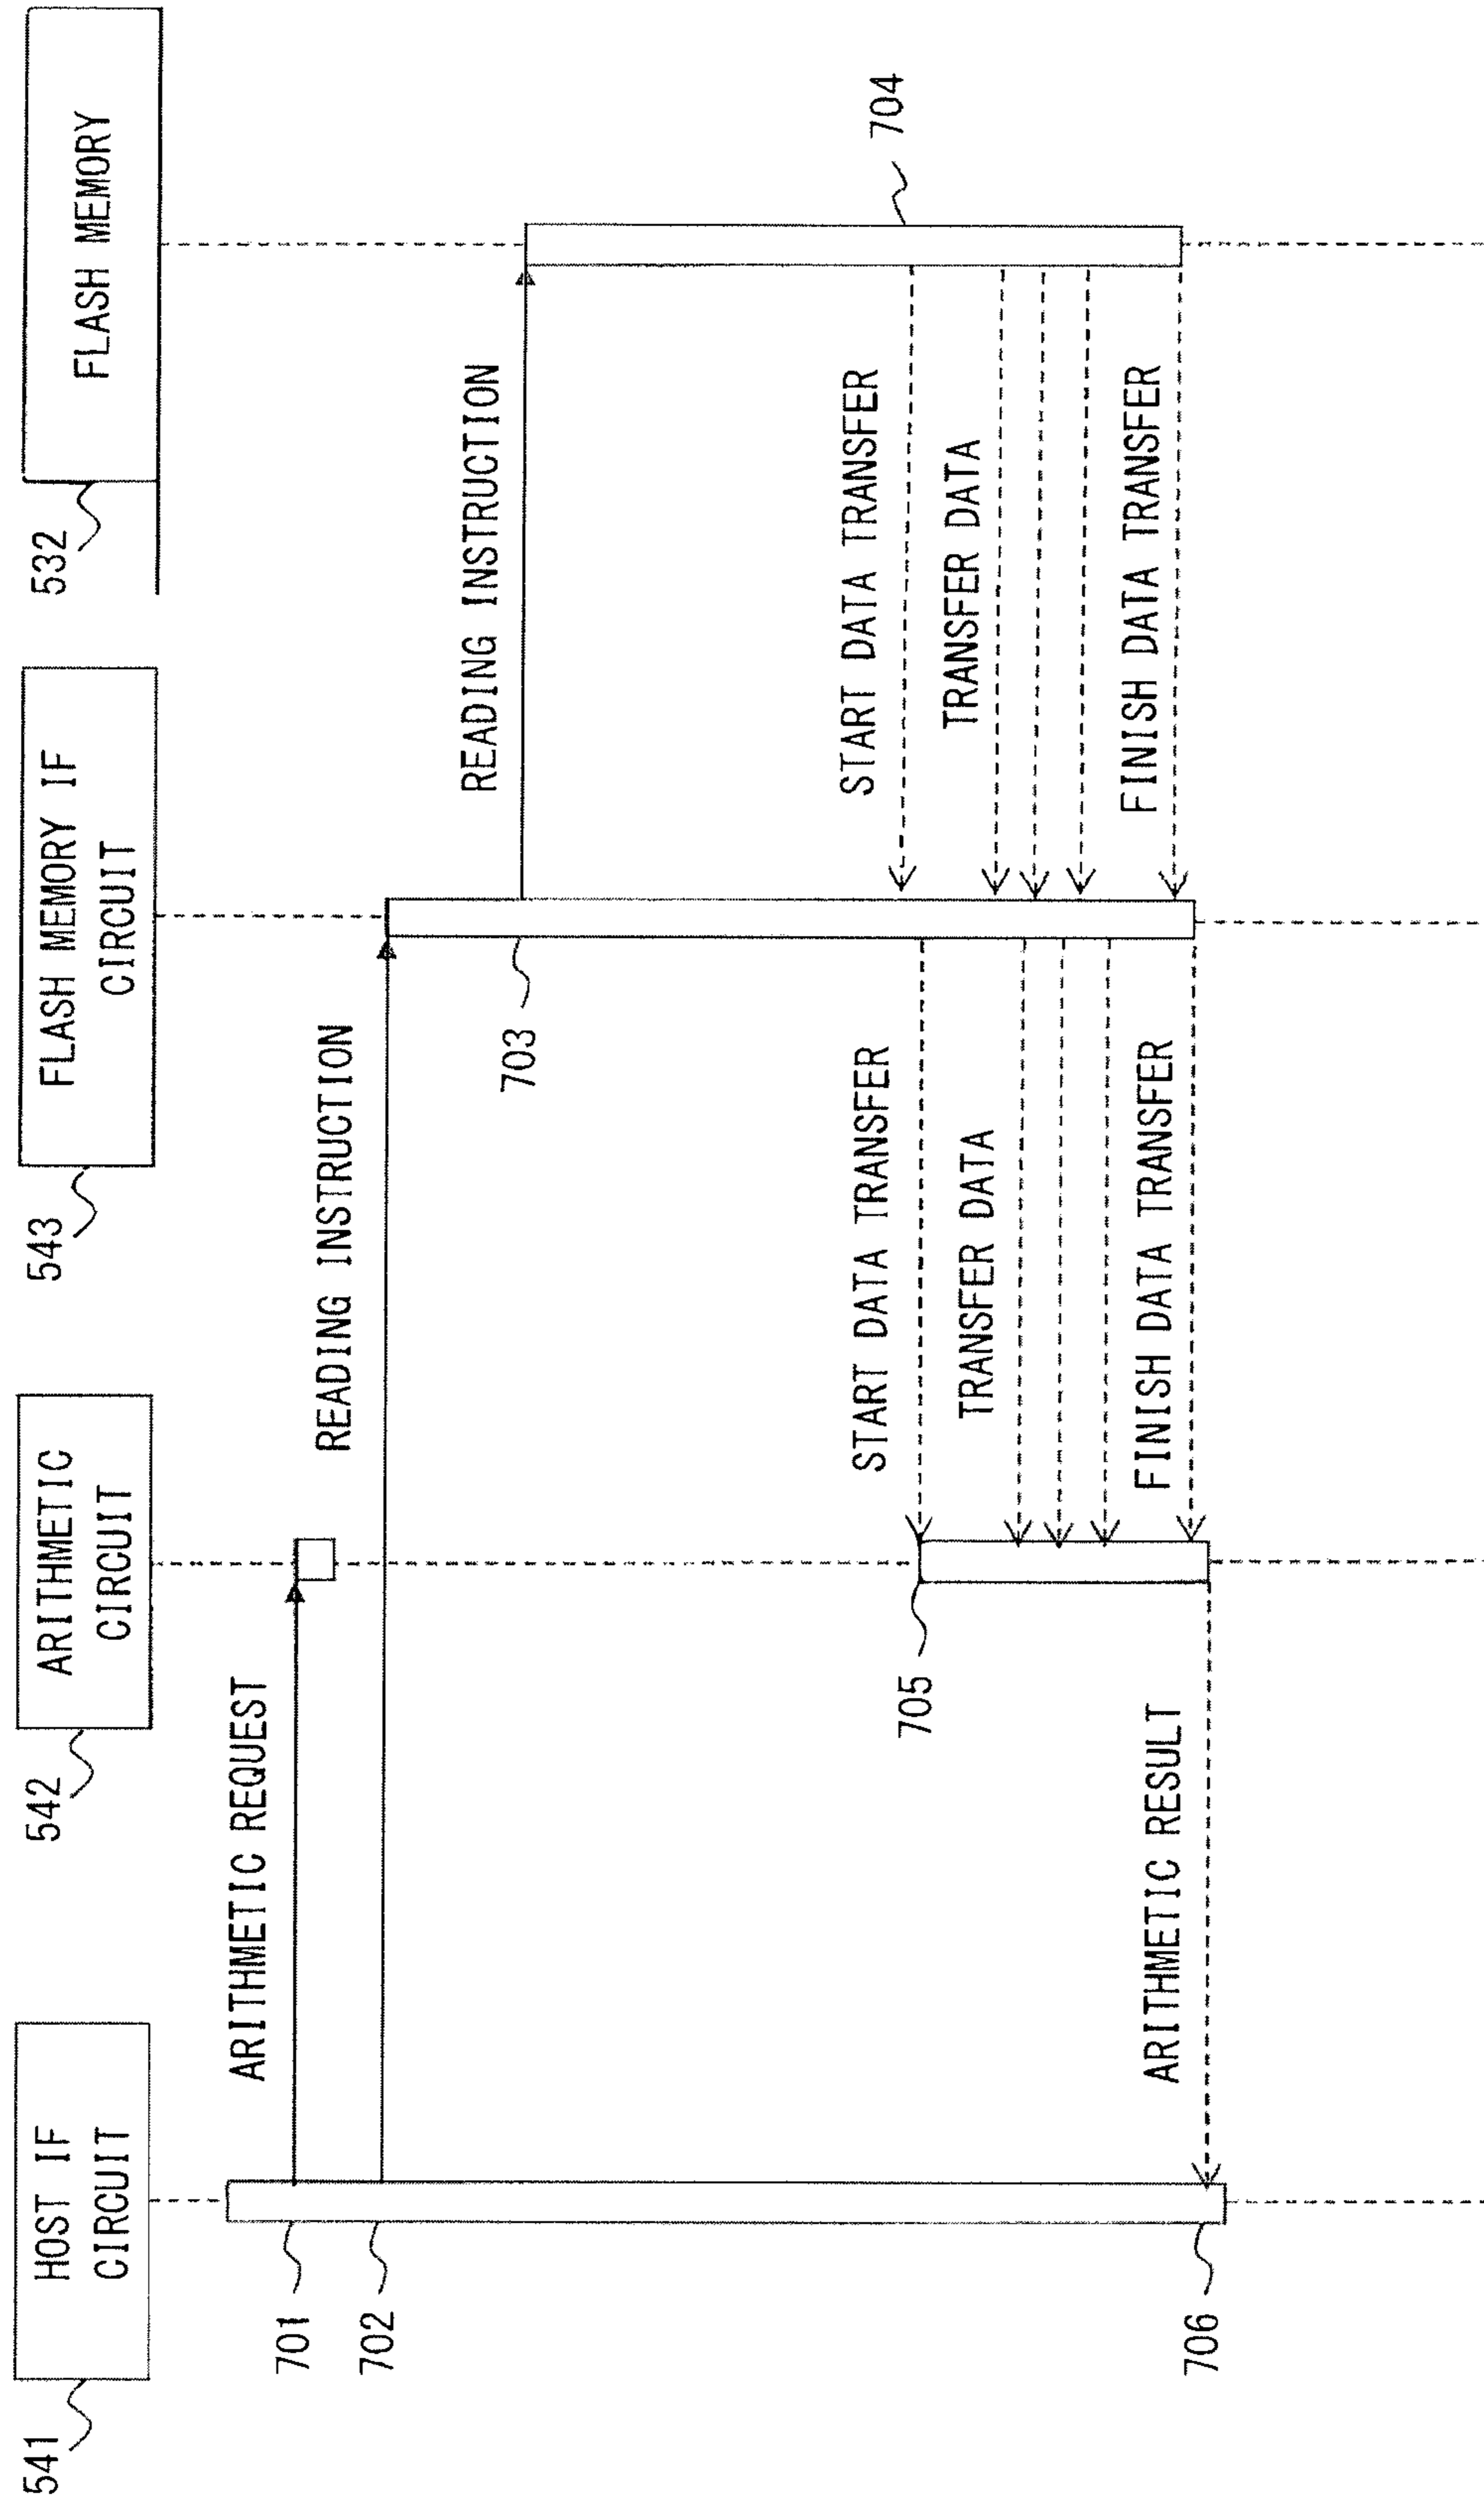 541
HOST IF
CIRCUIT
542
ARITHMETIC
CIRCUIT
543
FLASH MEMORY IF
CIRCUIT
532
FLASH MEMORY
701
ARITHMETIC REQUEST
702
READING INSTRUCTION
703
READING INSTRUCTION
704
START DATA TRANSFER
START DATA TRANSFER
705
TRANSFER DATA
TRANSFER DATA
FINISH DATA TRANSFER
FINISH DATA TRANSFER
ARITHMETIC RESULT
706